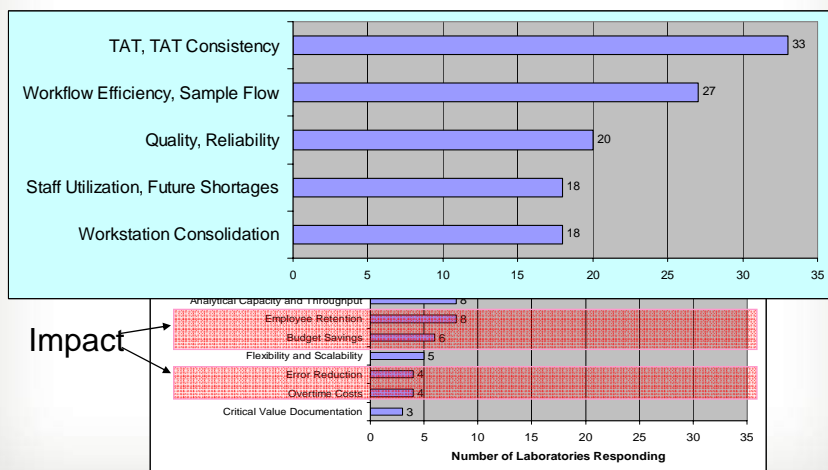 TAT, TAT Consistency 33
Workflow Efficiency, Sample Flow 27
Quality, Reliability 20
Staff Utilization, Future Shortages 18
Workstation Consolidation 18
0 5 10 15 20 25 30 35
Analytical Capacity and Throughput 8
Impact
Employee Retention 8
Budget Savings 6
Flexibility and Scalability 5
Error Reduction 4
Overtime Costs 4
Critical Value Documentation 3
0 5 10 15 20 25 30 35
Number of Laboratories Responding